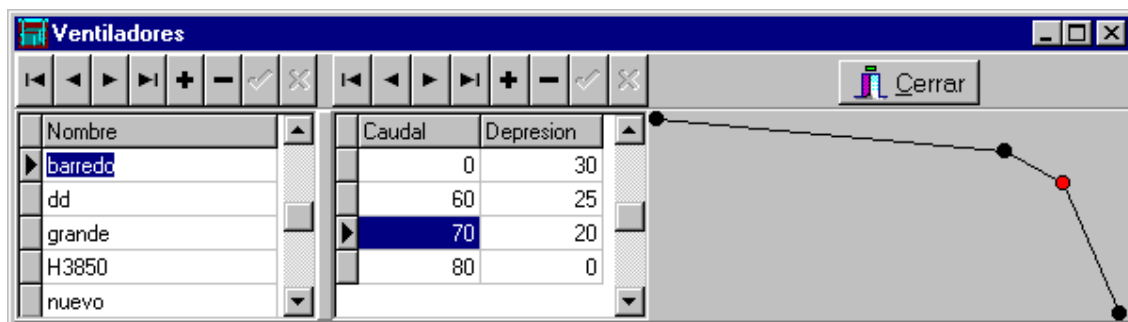 Ventiladores
Cerrar
Nombre
barredo
dd
grande
H3850
nuevo
Caudal Depresion
0 30
60 25
70 20
80 0